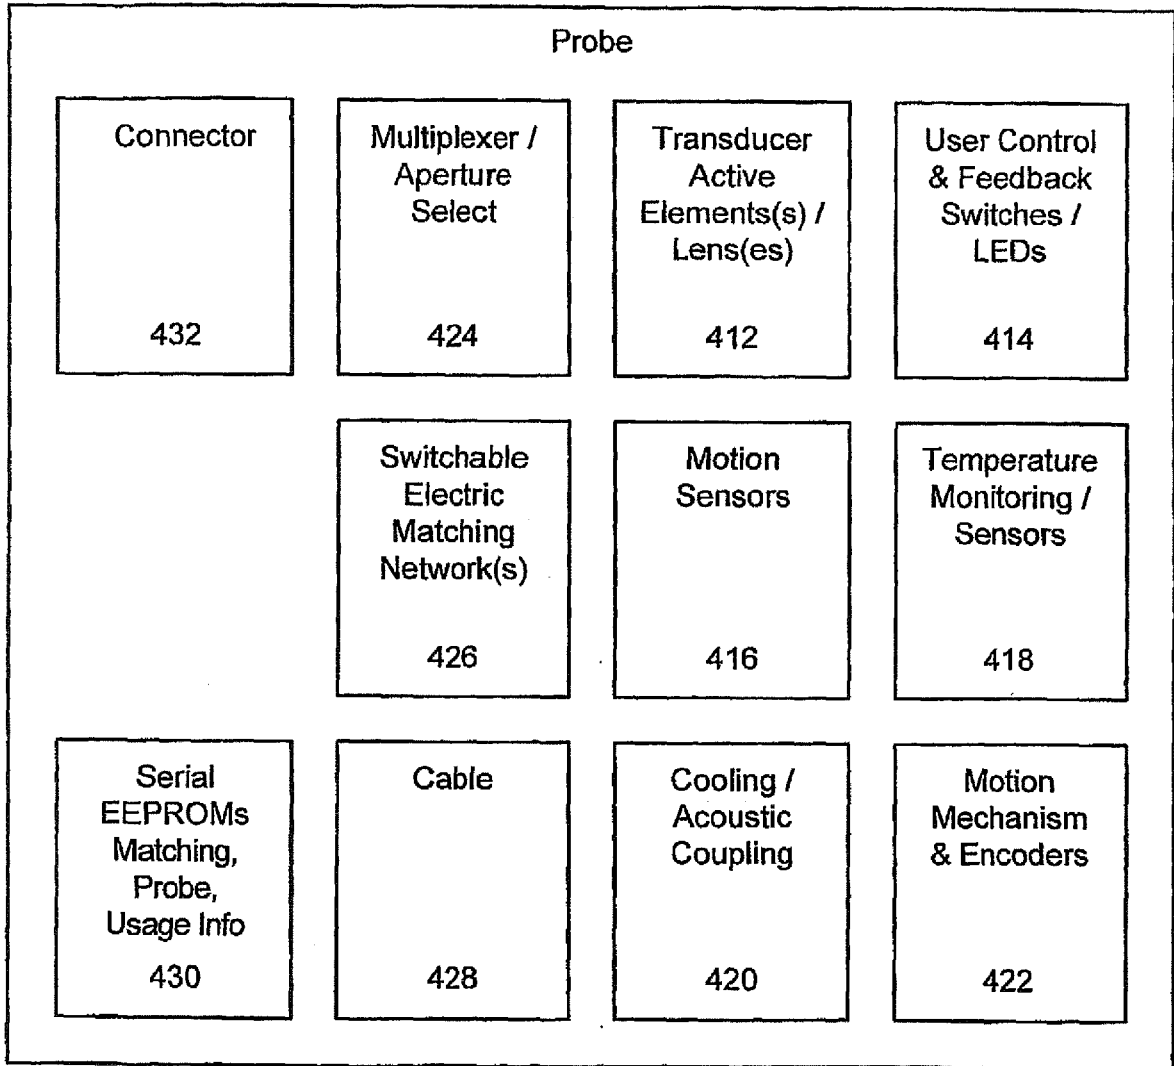 Probe
Connector
432
Multiplexer /
Aperture
Select
424
Transducer
Active
Elements(s) /
Lens(es)
412
User Control
& Feedback
Switches /
LEDs
414
Switchable
Electric
Matching
Network(s)
426
Motion
Sensors
416
Temperature
Monitoring /
Sensors
418
Serial
EEPROMs
Matching,
Probe,
Usage Info
430
Cable
428
Cooling /
Acoustic
Coupling
420
Motion
Mechanism
& Encoders
422